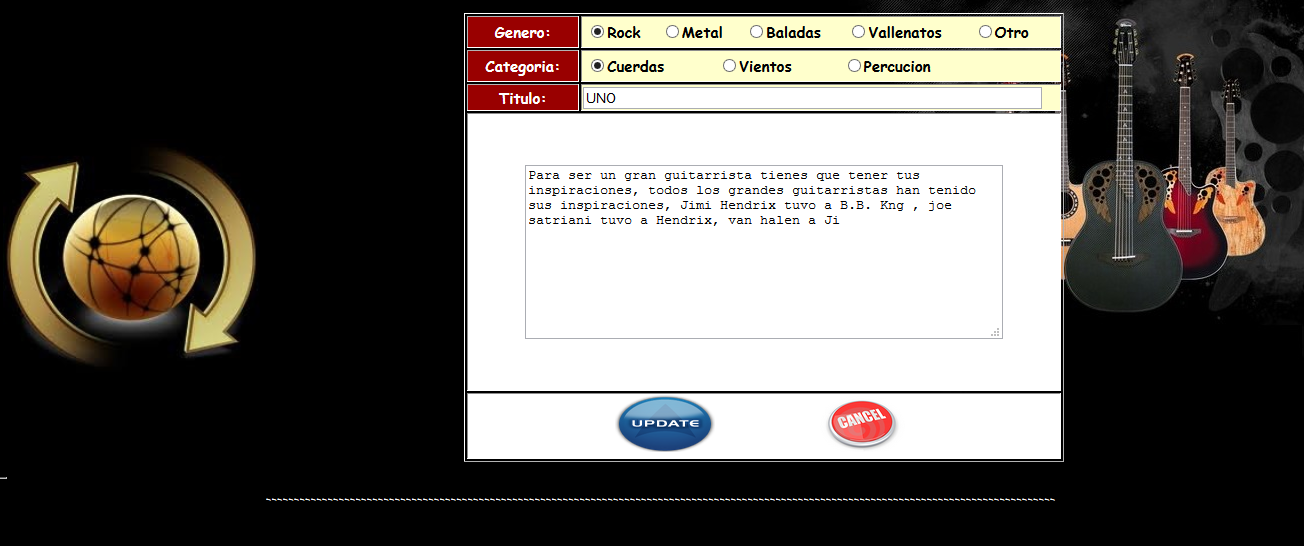 Genero: Rock Metal Baladas Vallenatos Otro
Categoria: Cuerdas Vientos Percucion
Titulo: UNO
Para ser un gran guitarrista tienes que tener tus
inspiraciones, todos los grandes guitarristas han tenido
sus inspiraciones, Jimi Hendrix tuvo a B.B. Kng , joe
satriani tuvo a Hendrix, van halen a Ji
UPDATE CANCEL